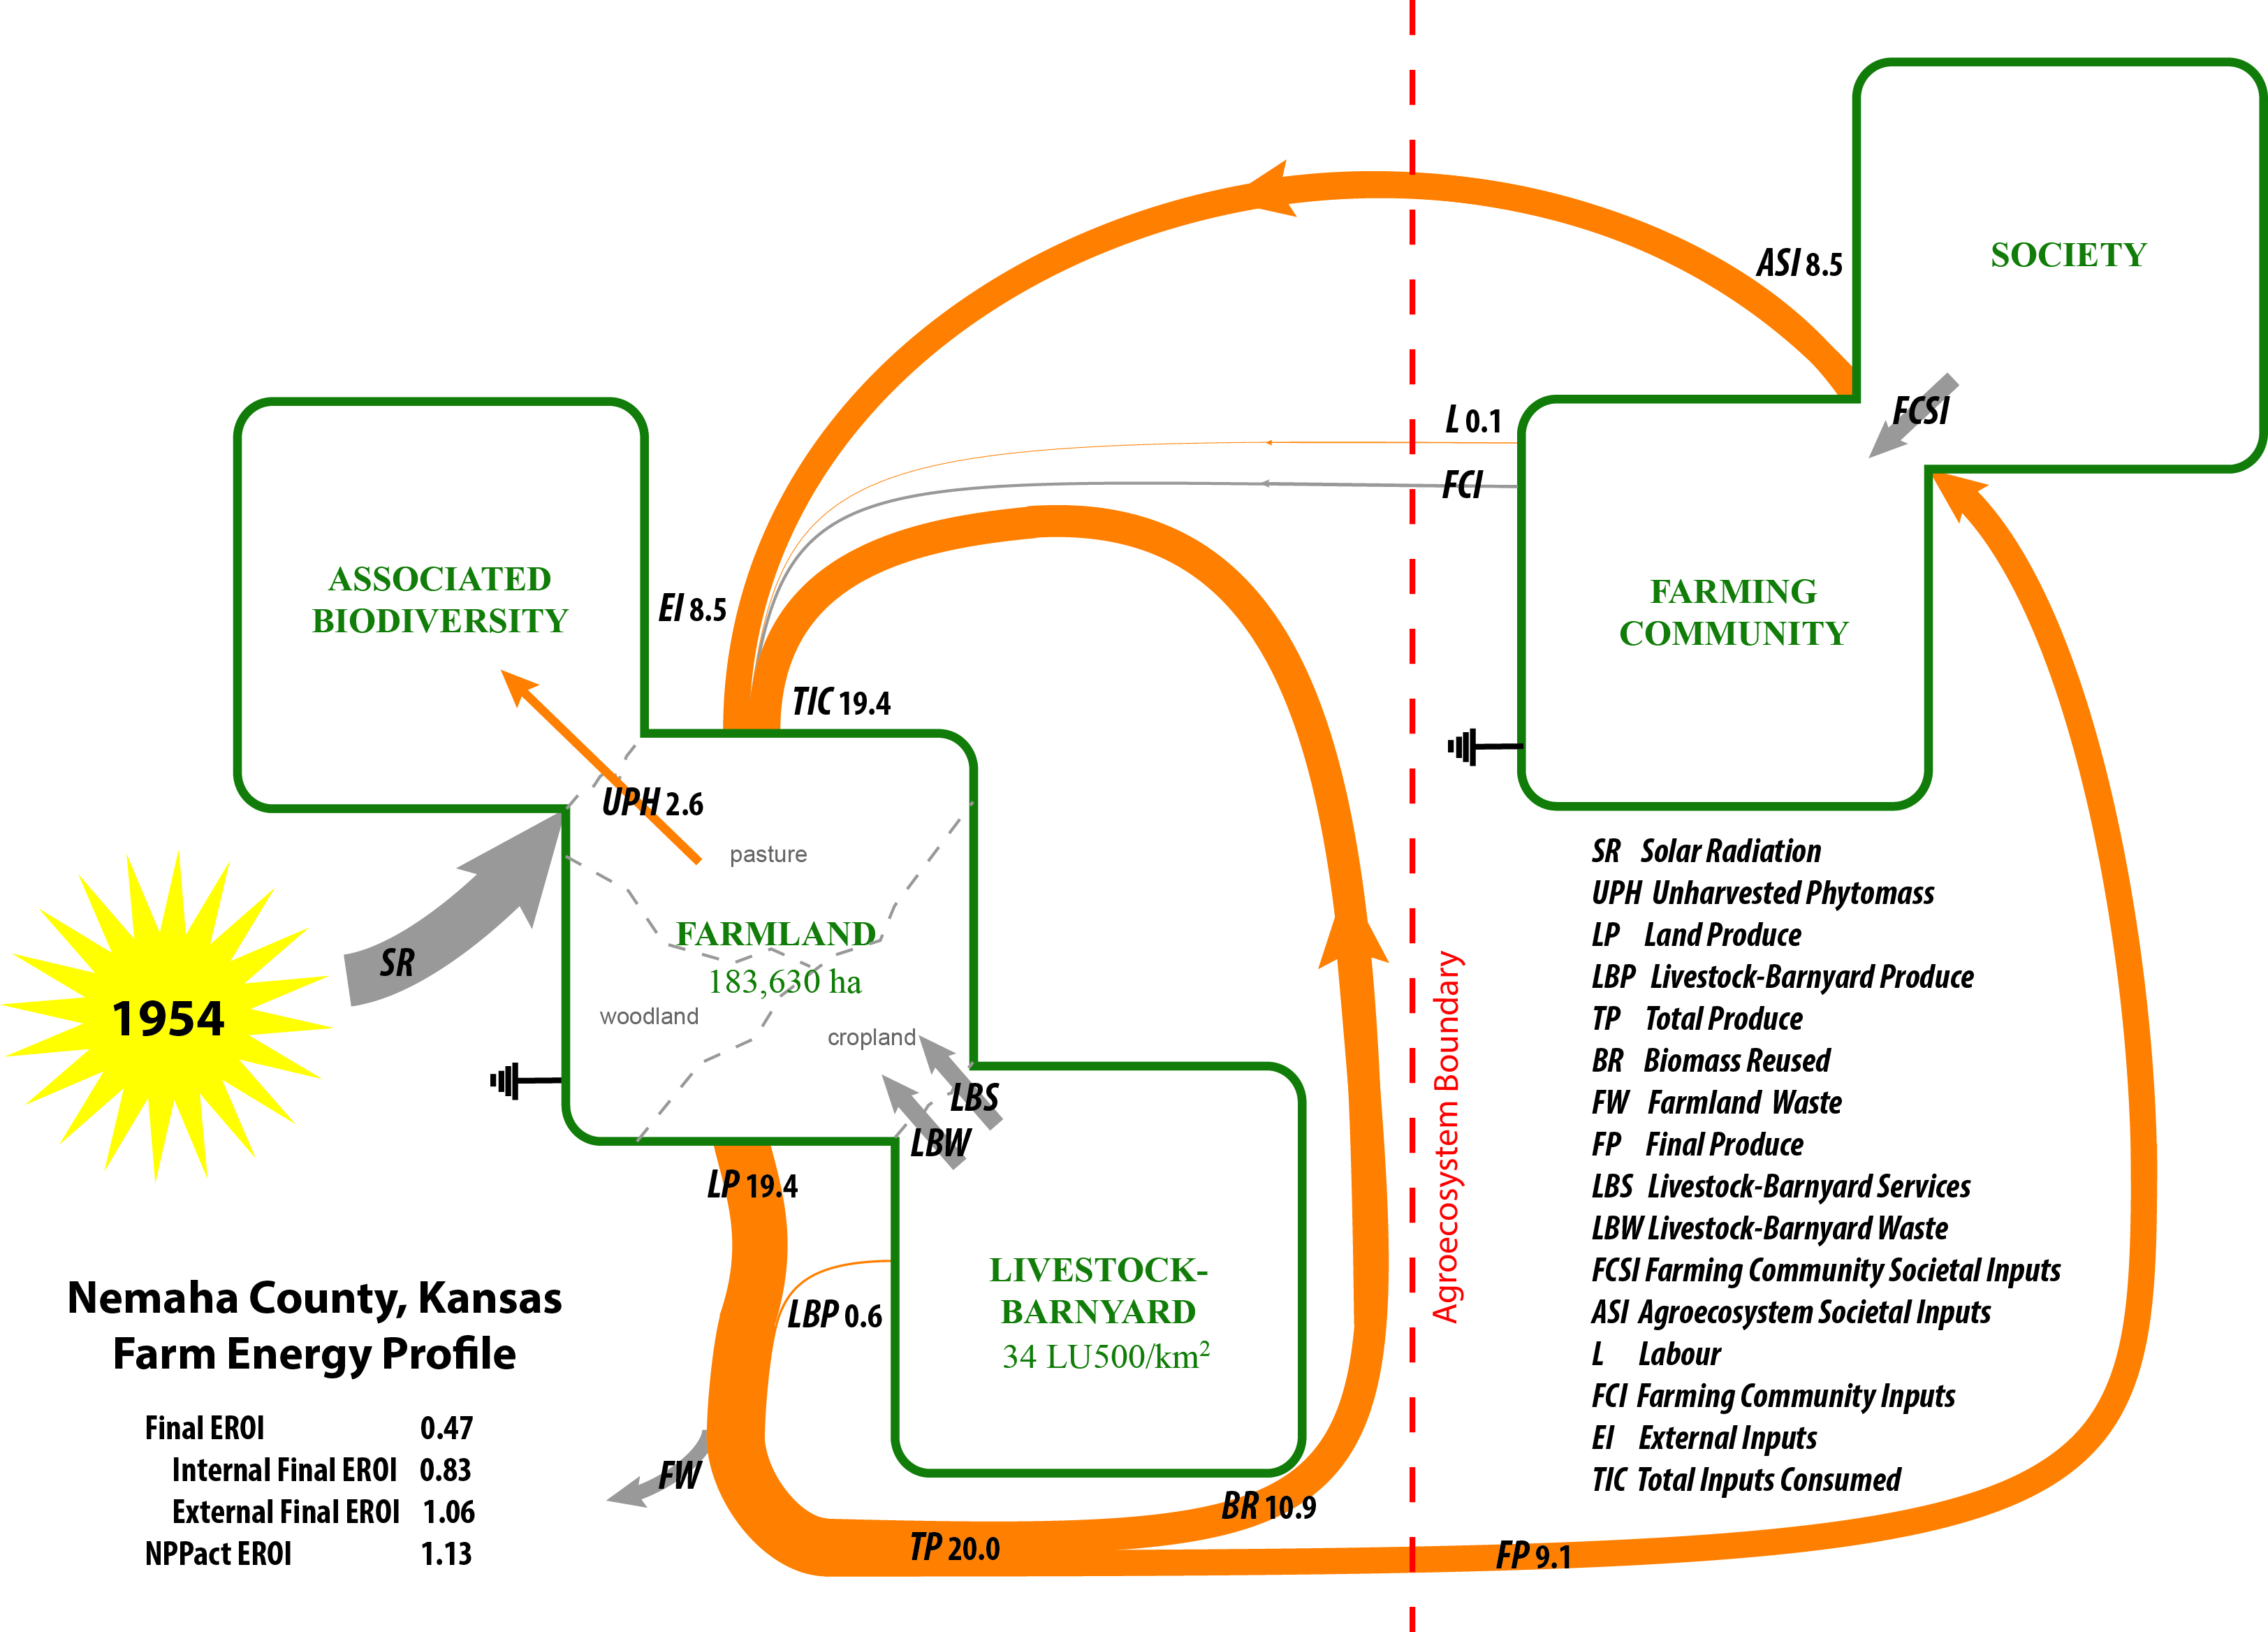 SOCIETY
ASI 8.5
FCSI
L 0.1
FCI
ASSOCIATED
BIODIVERSITY
EI 8.5
FARMING
COMMUNITY
TIC 19.4
UPH 2.6
pasture
FARMLAND
183,630 ha
woodland
cropland
SR
1954
LBS
LBW
LP 19.4
LBP 0.6
LIVESTOCK-
BARNYARD
34 LU500/km²
Agroecosystem Boundary
SR Solar Radiation
UPH Unharvested Phytomass
LP Land Produce
LBP Livestock-Barnyard Produce
TP Total Produce
BR Biomass Reused
FW Farmland Waste
FP Final Produce
LBS Livestock-Barnyard Services
LBW Livestock-Barnyard Waste
FCSI Farming Community Societal Inputs
ASI Agroecosystem Societal Inputs
L Labour
FCI Farming Community Inputs
EI External Inputs
TIC Total Inputs Consumed
Nemaha County, Kansas
Farm Energy Profile
Final EROI 0.47
Internal Final EROI 0.83
External Final EROI 1.06
NPPact EROI 1.13
FW
BR 10.9
TP 20.0
FP 9.1